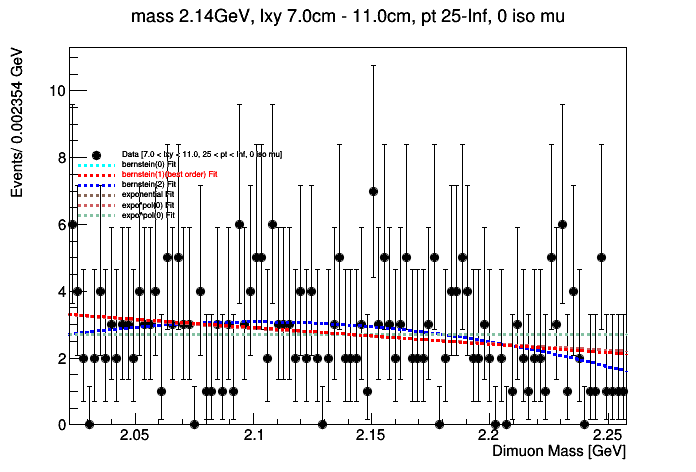 mass 2.14GeV, lxy 7.0cm - 11.0cm, pt 25-Inf, 0 iso mu
Events/ 0.002354 GeV
10
8
6
4
2
0
Data [7.0 < lxy < 11.0, 25 < pt < Inf, 0 iso mu]
bernstein(0) Fit
bernstein(1)(best order) Fit
bernstein(2) Fit
exponential Fit
expo*pol(0) Fit
expo*pol(0) Fit
2.05 2.1 2.15 2.2 2.25
Dimuon Mass [GeV]